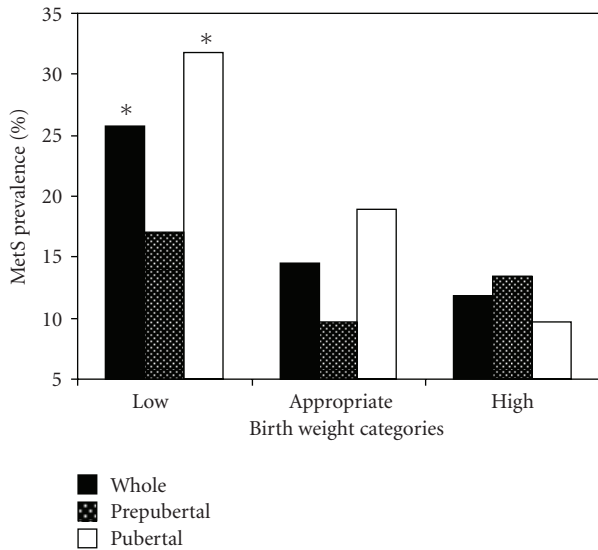 35
30
25
20
15
10
5
MetS prevalence (%)
*
*
Low
Appropriate
High
Birth weight categories
Whole
Prepubertal
Pubertal